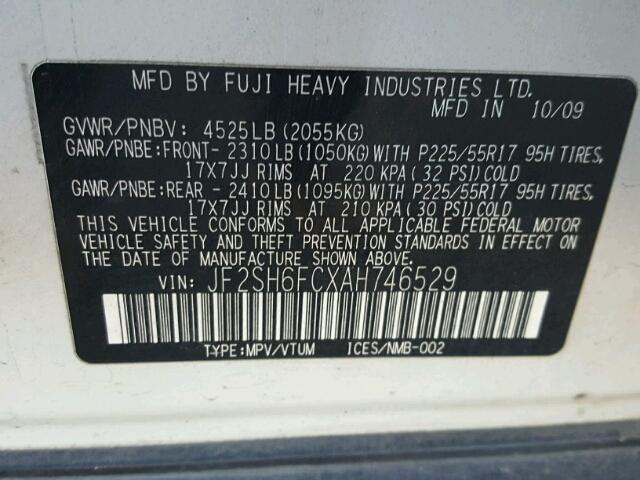 MFD BY FUJI HEAVY INDUSTRIES LTD.
MFD IN 10/09
GVWR/PNBV: 4525LB(2055KG)
GAWR/PNBE:FRONT-2310LB(1050KG)WITH P225/55R17 95H TIRES,
17X7JJ RIMS AT 220 KPA(32 PSI)COLD
GAWR/PNBE:REAR -2410LB(1095KG)WITH P225/55R17 95H TIRES,
17X7JJ RIMS AT 210 KPA(30 PSI)COLD
THIS VEHICLE CONFORMS TO ALL APPLICABLE FEDERAL MOTOR
VEHICLE SAFETY AND THEFT PREVENTION STANDARDS IN EFFECT ON
THE DATE OF MANUFACTURE SHOWN ABOVE.
VIN: JF2SH6FCXAH746529
TYPE:MPV/VTUM ICES/NMB-002